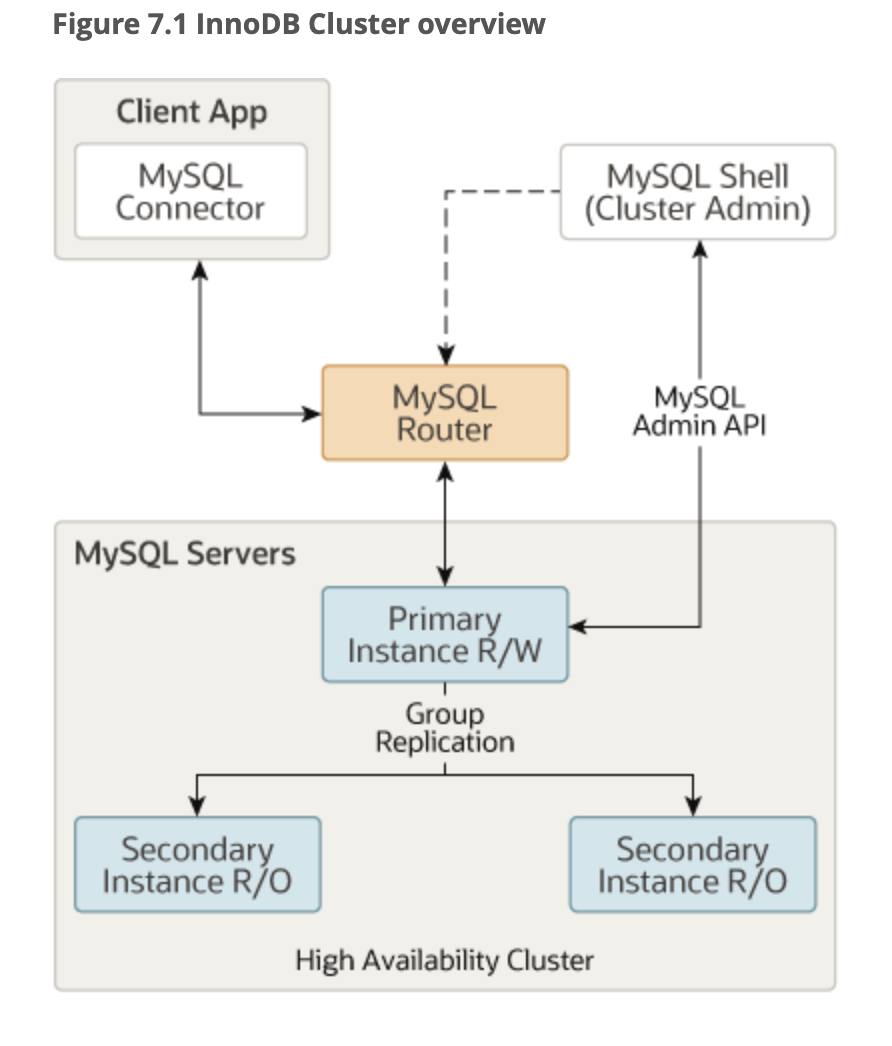 Figure 7.1 InnoDB Cluster overview
Client App
MySQL
Connector
MySQL Shell
(Cluster Admin)
MySQL
Router
MySQL
Admin API
MySQL Servers
Primary
Instance R/W
Group
Replication
Secondary
Instance R/O
Secondary
Instance R/O
High Availability Cluster